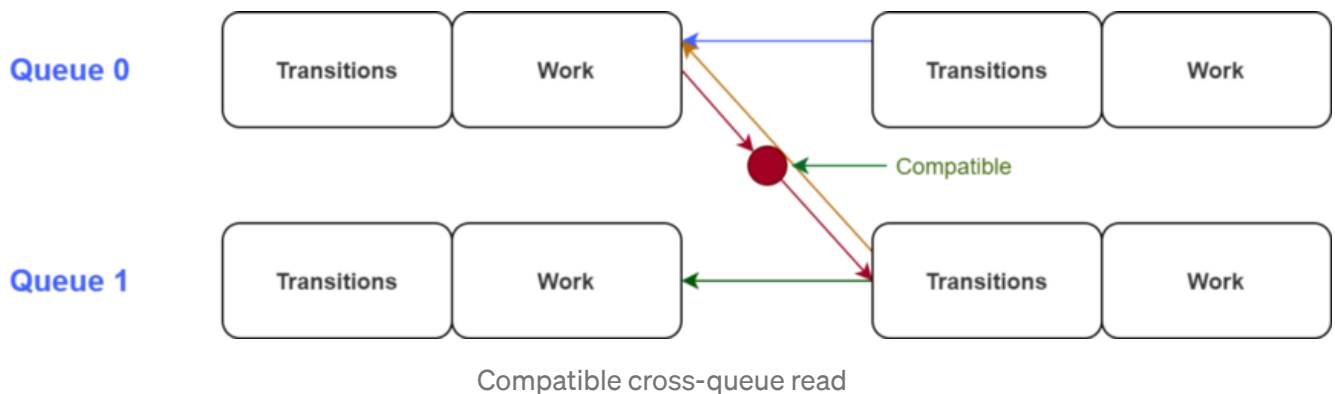 Queue 0
Transitions
Work
Transitions
Work
Compatible
Queue 1
Transitions
Work
Transitions
Work
Compatible cross-queue read